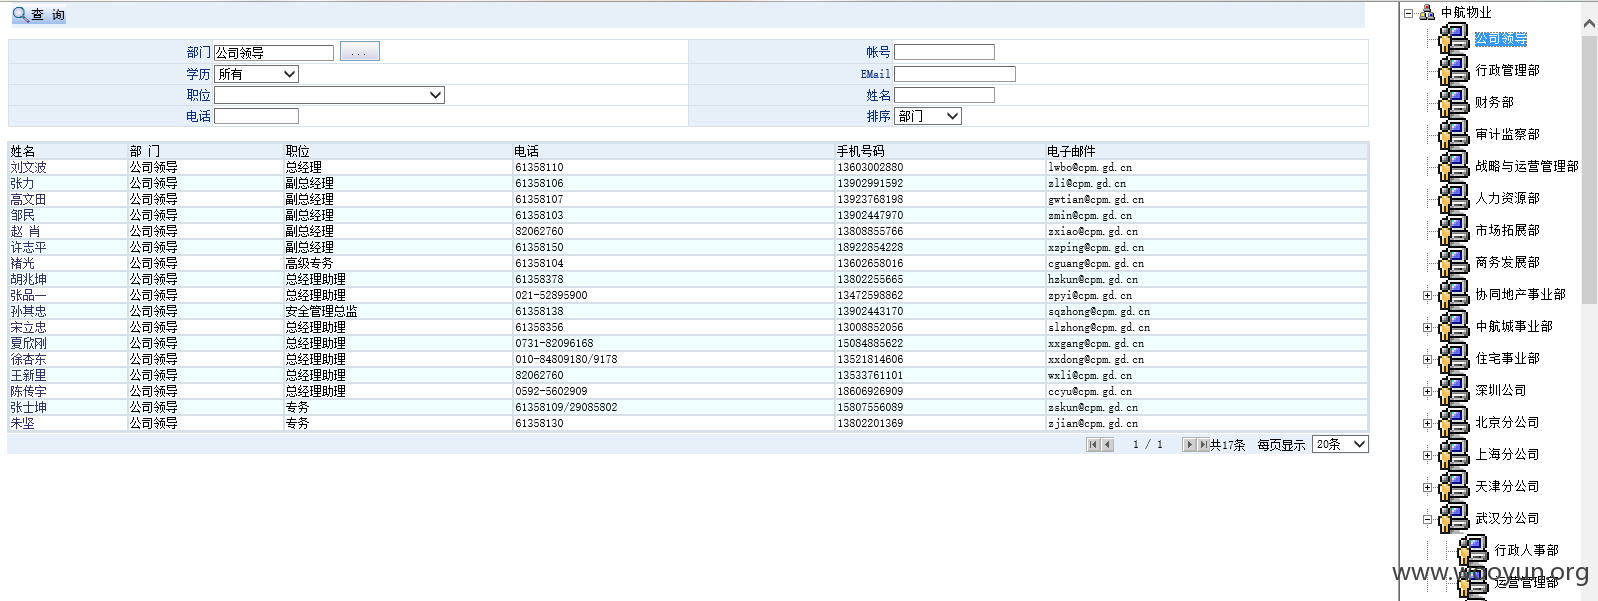 查 询
部门 公司领导 ... 帐号
学历 所有 EMail
职位 姓名
电话 排序 部门
姓名 部 门 职位 电话 手机号码 电子邮件
刘文波 公司领导 总经理 61358110 13603002880 lwbo@cpm.gd.cn
张力 公司领导 副总经理 61358106 13902991592 zli@cpm.gd.cn
高文田 公司领导 副总经理 61358107 13923768198 gwtian@cpm.gd.cn
邹民 公司领导 副总经理 61358103 13902447970 zmin@cpm.gd.cn
赵 肖 公司领导 副总经理 82062760 13808855766 zxiao@cpm.gd.cn
许志平 公司领导 副总经理 61358150 18922854228 xzping@cpm.gd.cn
褚光 公司领导 高级专务 61358104 13602658016 cguang@cpm.gd.cn
胡兆坤 公司领导 总经理助理 61358378 13802255665 hzkun@cpm.gd.cn
张品一 公司领导 总经理助理 021-52895900 13472598862 zpyi@cpm.gd.cn
孙其忠 公司领导 安全管理总监 61358138 13902443170 sqzhong@cpm.gd.cn
宋立忠 公司领导 总经理助理 61358356 13008852056 slzhong@cpm.gd.cn
夏欣刚 公司领导 总经理助理 0731-82096168 15084885622 xxgang@cpm.gd.cn
徐杏东 公司领导 总经理助理 010-84809180/9178 13521814606 xxdong@cpm.gd.cn
王新里 公司领导 总经理助理 82062760 13533761101 wxli@cpm.gd.cn
陈传宇 公司领导 总经理助理 0592-5602909 18606926909 ccyu@cpm.gd.cn
张士坤 公司领导 专务 61358109/29085802 15807556089 zskun@cpm.gd.cn
朱坚 公司领导 专务 61358130 13802201369 zjian@cpm.gd.cn
1 / 1 共17条 每页显示 20条
中航物业
公司领导
行政管理部
财务部
审计监察部
战略与运营管理部
人力资源部
市场拓展部
商务发展部
协同地产事业部
中航城事业部
住宅事业部
深圳公司
北京分公司
上海分公司
天津分公司
武汉分公司
行政人事部
运营管理部
www.wooyun.org